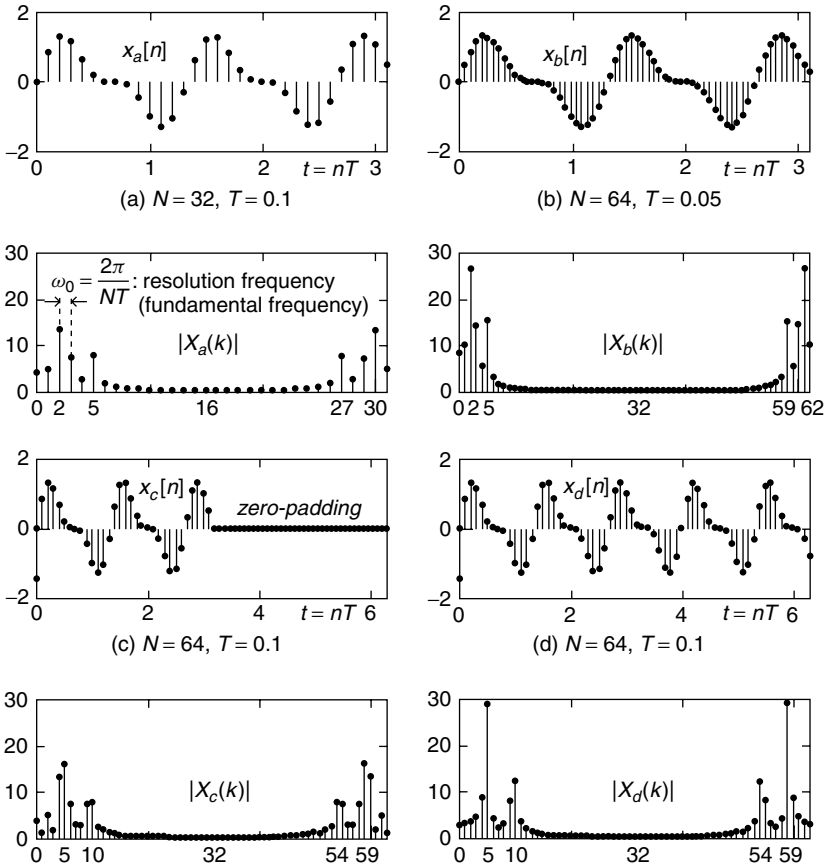 2
0
−2
x_a[n]
0 1 2 t = nT 3
(a) N = 32, T = 0.1
2
0
−2
x_b[n]
0 1 2 t = nT 3
(b) N = 64, T = 0.05
30
20
10
0
ω_0 = 2π/NT : resolution frequency
(fundamental frequency)
|X_a(k)|
0 2 5 16 27 30
30
20
10
0
|X_b(k)|
0 2 5 32 59 62
2
0
−2
x_c[n]
zero-padding
0 2 4 t = nT 6
(c) N = 64, T = 0.1
2
0
−2
x_d[n]
0 2 4 t = nT 6
(d) N = 64, T = 0.1
30
20
10
0
|X_c(k)|
0 5 10 32 54 59
30
20
10
0
|X_d(k)|
0 5 10 32 54 59